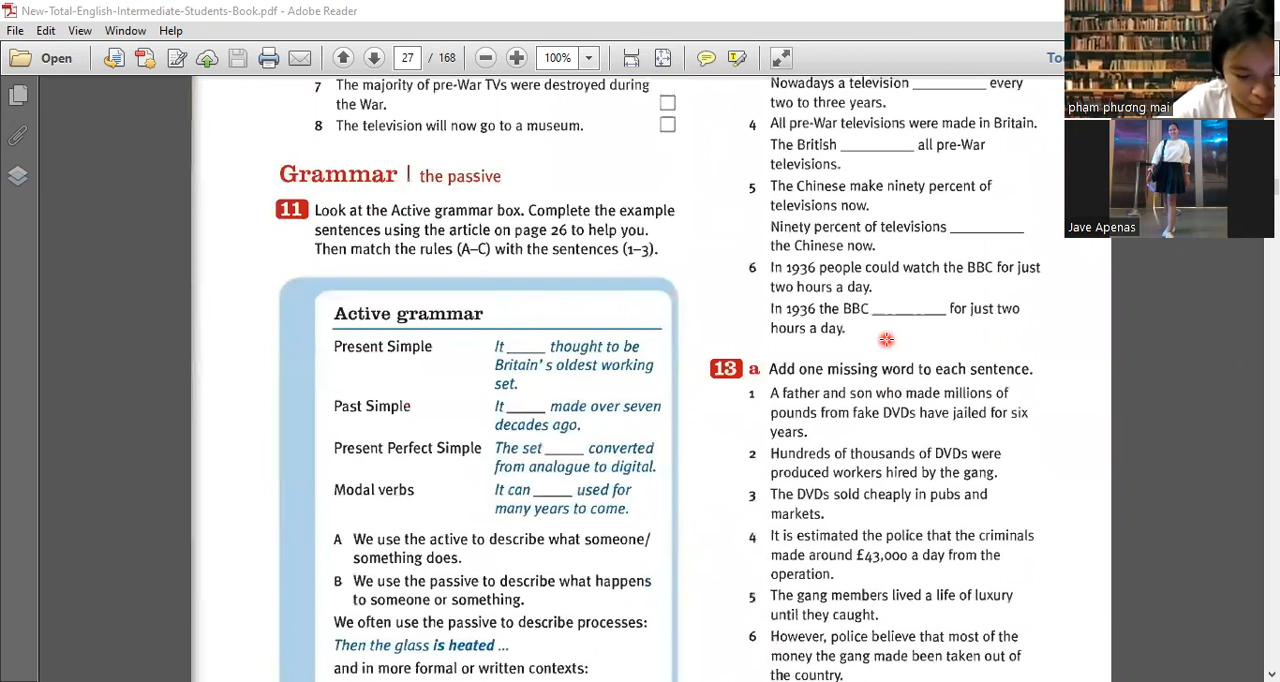 New-Total-English-Intermediate-Students-Book.pdf - Adobe Reader
File Edit View Window Help
Open 27 / 168 100%
7 The majority of pre-War TVs were destroyed during
the War.
8 The television will now go to a museum.
Grammar | the passive
11 Look at the Active grammar box. Complete the example
sentences using the article on page 26 to help you.
Then match the rules (A–C) with the sentences (1–3).
Active grammar
Present Simple It _____ thought to be
Britain's oldest working
set.
Past Simple It _____ made over seven
decades ago.
Present Perfect Simple The set _____ converted
from analogue to digital.
Modal verbs It can _____ used for
many years to come.
A We use the active to describe what someone/
something does.
B We use the passive to describe what happens
to someone or something.
We often use the passive to describe processes:
Then the glass is heated ...
and in more formal or written contexts:
Nowadays a television _________ every
two to three years.
4 All pre-War televisions were made in Britain.
The British _________ all pre-War
televisions.
5 The Chinese make ninety percent of
televisions now.
Ninety percent of televisions _________
the Chinese now.
6 In 1936 people could watch the BBC for just
two hours a day.
In 1936 the BBC _________ for just two
hours a day.
13 a Add one missing word to each sentence.
1 A father and son who made millions of
pounds from fake DVDs have jailed for six
years.
2 Hundreds of thousands of DVDs were
produced workers hired by the gang.
3 The DVDs sold cheaply in pubs and
markets.
4 It is estimated the police that the criminals
made around £43,000 a day from the
operation.
5 The gang members lived a life of luxury
until they caught.
6 However, police believe that most of the
money the gang made been taken out of
the country.
phạm phương mai
Jave Apenas